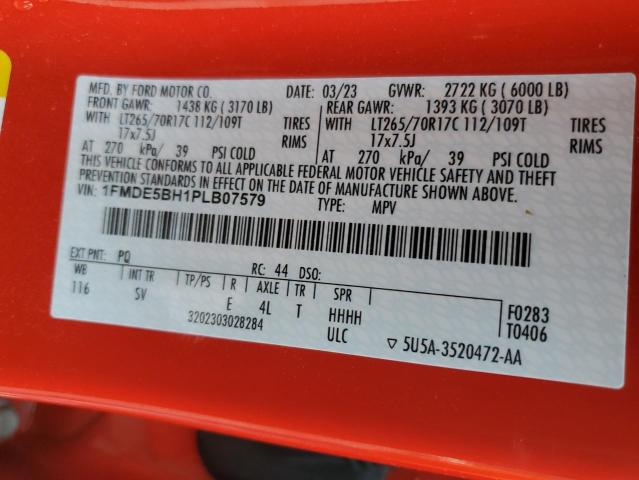 MFD. BY FORD MOTOR CO. DATE: 03/23 GVWR: 2722 KG ( 6000 LB)
FRONT GAWR: 1438 KG ( 3170 LB) REAR GAWR: 1393 KG ( 3070 LB)
WITH LT265/70R17C 112/109T TIRES WITH LT265/70R17C 112/109T TIRES
17x7.5J RIMS 17x7.5J RIMS
AT 270 kPa/ 39 PSI COLD AT 270 kPa/ 39 PSI COLD
THIS VEHICLE CONFORMS TO ALL APPLICABLE FEDERAL MOTOR VEHICLE SAFETY AND THEFT
PREVENTION STANDARDS IN EFFECT ON THE DATE OF MANUFACTURE SHOWN ABOVE.
VIN: 1FMDE5BH1PLB07579 TYPE: MPV
EXT PNT: PQ RC: 44 DSO:
WB INT TR TP/PS R AXLE TR SPR
116 SV E 4L T HHHH F0283
3202303028284 ULC T0406
▽ 5U5A-3520472-AA